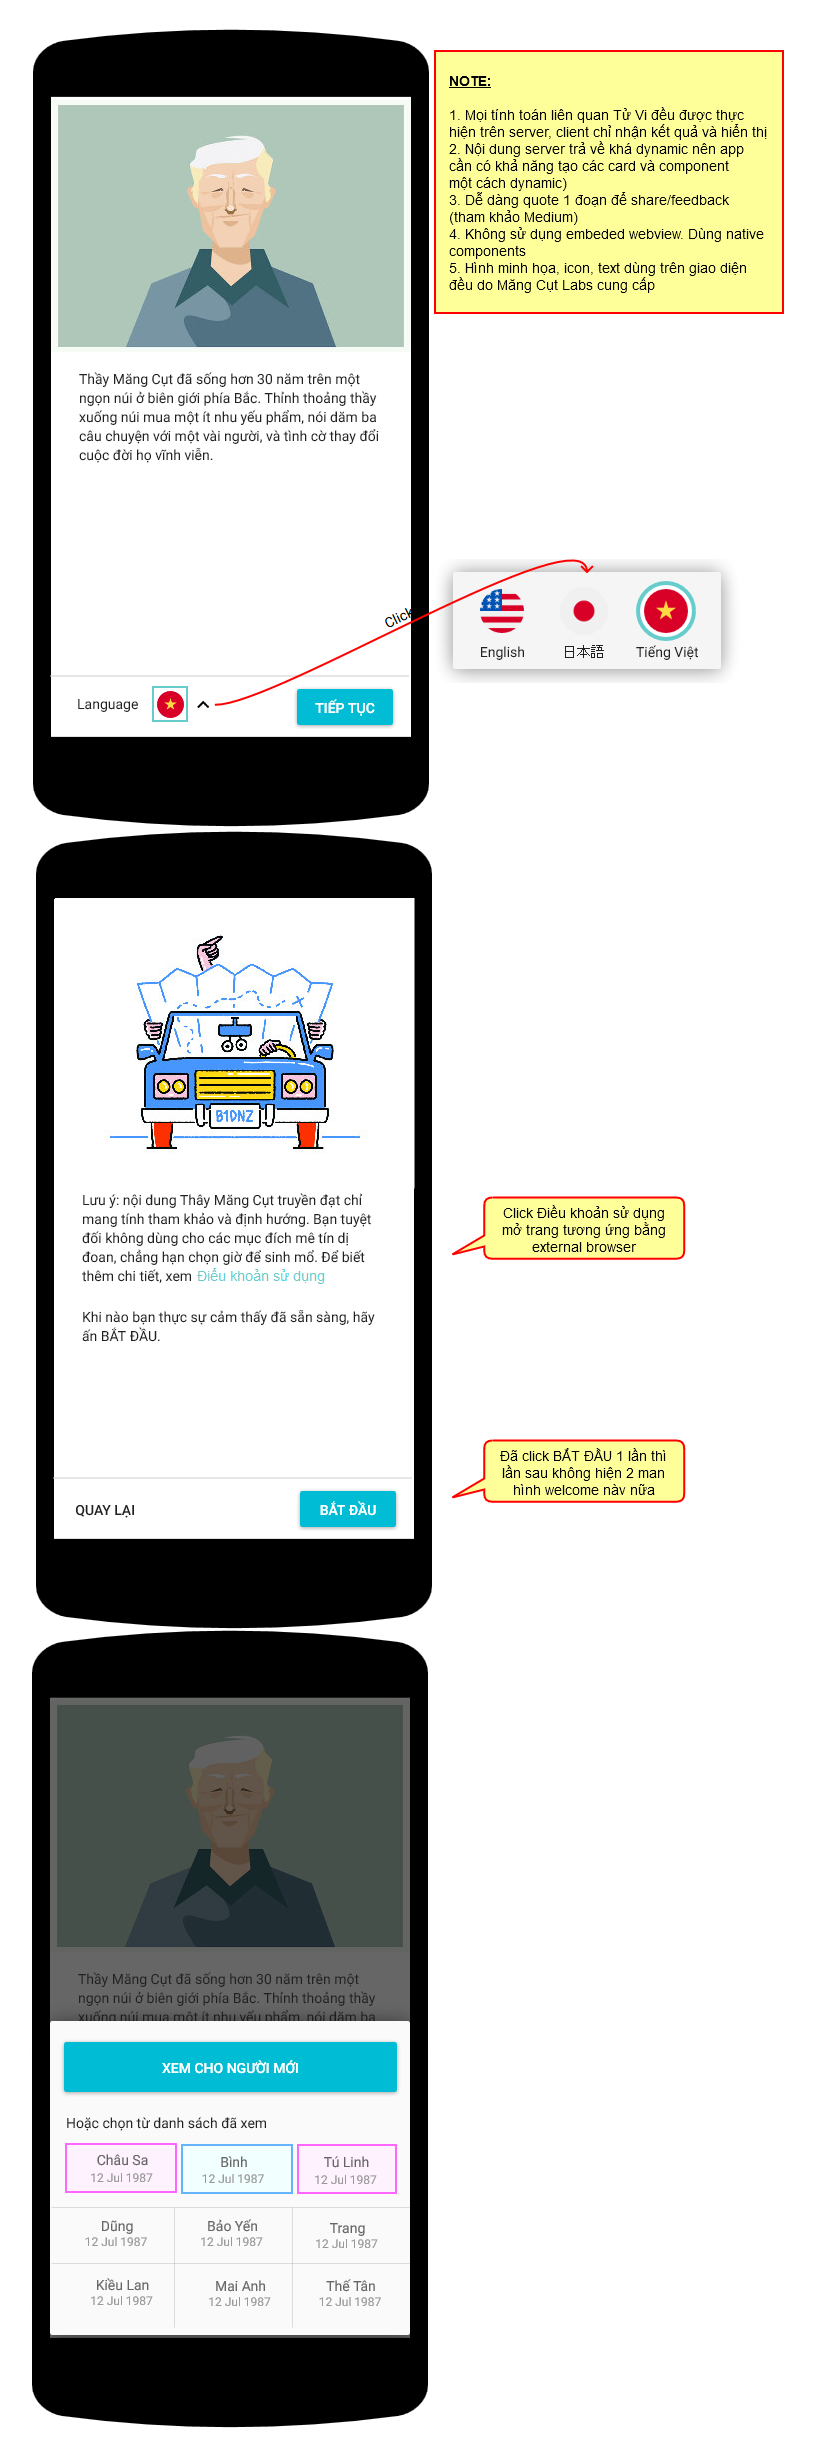 NOTE:
1. Mọi tính toán liên quan Tử Vi đều được thực
hiện trên server, client chỉ nhận kết quả và hiển thị
2. Nội dung server trả về khá dynamic nên app
cần có khả năng tạo các card và component
một cách dynamic)
3. Dễ dàng quote 1 đoạn để share/feedback
(tham khảo Medium)
4. Không sử dụng embeded webview. Dùng native
components
5. Hình minh họa, icon, text dùng trên giao diện
đều do Măng Cụt Labs cung cấp
Thầy Măng Cụt đã sống hơn 30 năm trên một
ngọn núi ở biên giới phía Bắc. Thỉnh thoảng thầy
xuống núi mua một ít nhu yếu phẩm, nói dăm ba
câu chuyện với một vài người, và tình cờ thay đổi
cuộc đời họ vĩnh viễn.
Click
English
日本語
Tiếng Việt
Language
TIẾP TỤC
B1DNZ
Lưu ý: nội dung Thây Măng Cụt truyền đạt chỉ
mang tính tham khảo và định hướng. Bạn tuyệt
đối không dùng cho các mục đích mê tín dị
đoan, chẳng hạn chọn giờ để sinh mổ. Để biết
thêm chi tiết, xem Điều khoản sử dụng
Click Điều khoản sử dụng
mở trang tương ứng bằng
external browser
Khi nào bạn thực sự cảm thấy đã sẵn sàng, hãy
ấn BẮT ĐẦU.
Đã click BẮT ĐẦU 1 lần thì
lần sau không hiện 2 man
hình welcome này nữa
QUAY LẠI
BẮT ĐẦU
Thầy Măng Cụt đã sống hơn 30 năm trên một
ngọn núi ở biên giới phía Bắc. Thỉnh thoảng thầy
xuống núi mua một ít nhu yếu phẩm, nói dăm ba
XEM CHO NGƯỜI MỚI
Hoặc chọn từ danh sách đã xem
Châu Sa
12 Jul 1987
Bình
12 Jul 1987
Tú Linh
12 Jul 1987
Dũng
12 Jul 1987
Bảo Yến
12 Jul 1987
Trang
12 Jul 1987
Kiều Lan
12 Jul 1987
Mai Anh
12 Jul 1987
Thế Tân
12 Jul 1987